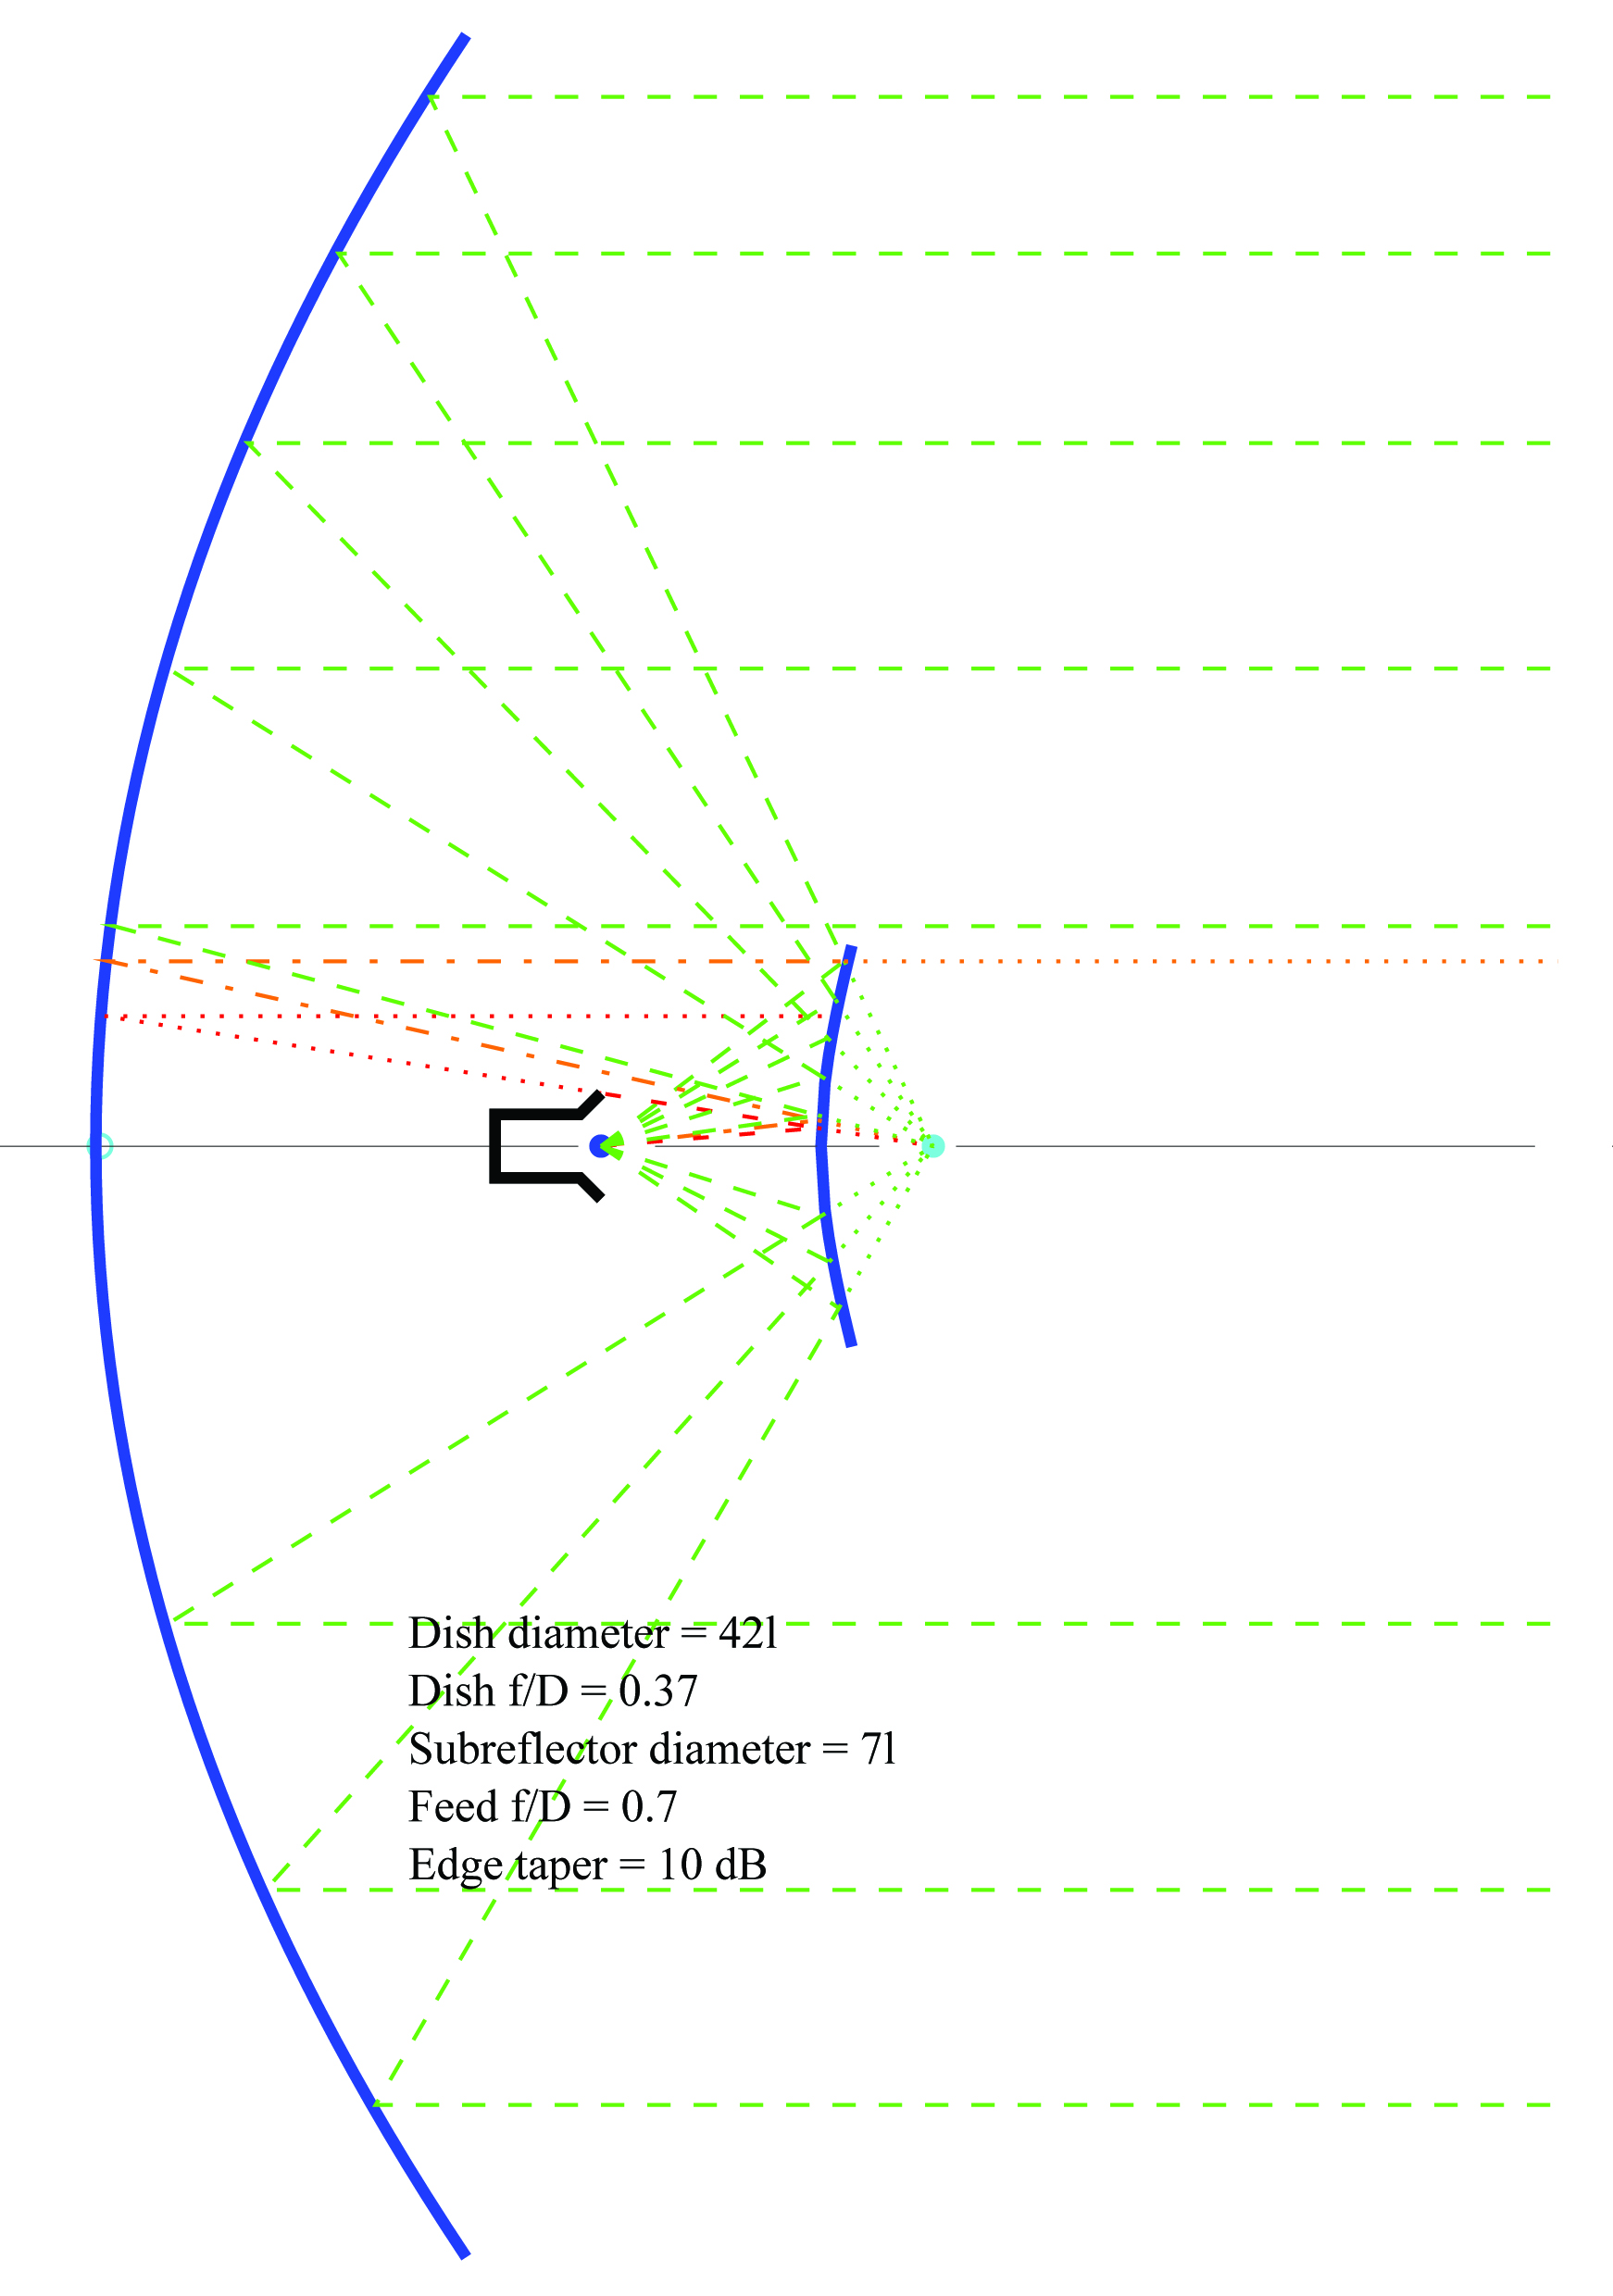 Dish diameter = 42l
Dish f/D = 0.37
Subreflector diameter = 7l
Feed f/D = 0.7
Edge taper = 10 dB